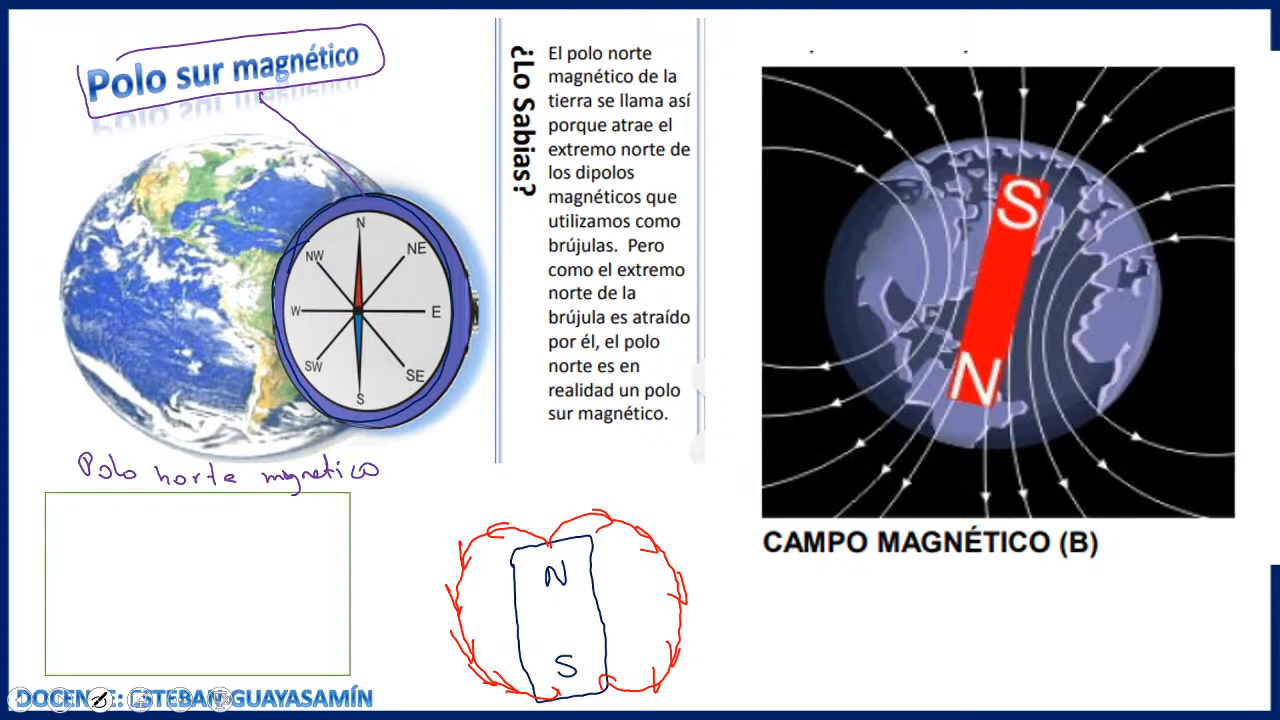 Polo sur magnético
N
NW
NE
W
E
SW
SE
S
Polo norte magnetico
¿Lo Sabias?
El polo norte
magnético de la
tierra se llama así
porque atrae el
extremo norte de
los dipolos
magnéticos que
utilizamos como
brújulas. Pero
como el extremo
norte de la
brújula es atraído
por él, el polo
norte es en
realidad un polo
sur magnético.
S
N
CAMPO MAGNÉTICO (B)
N
S
DOCENTE: ESTEBAN GUAYASAMÍN